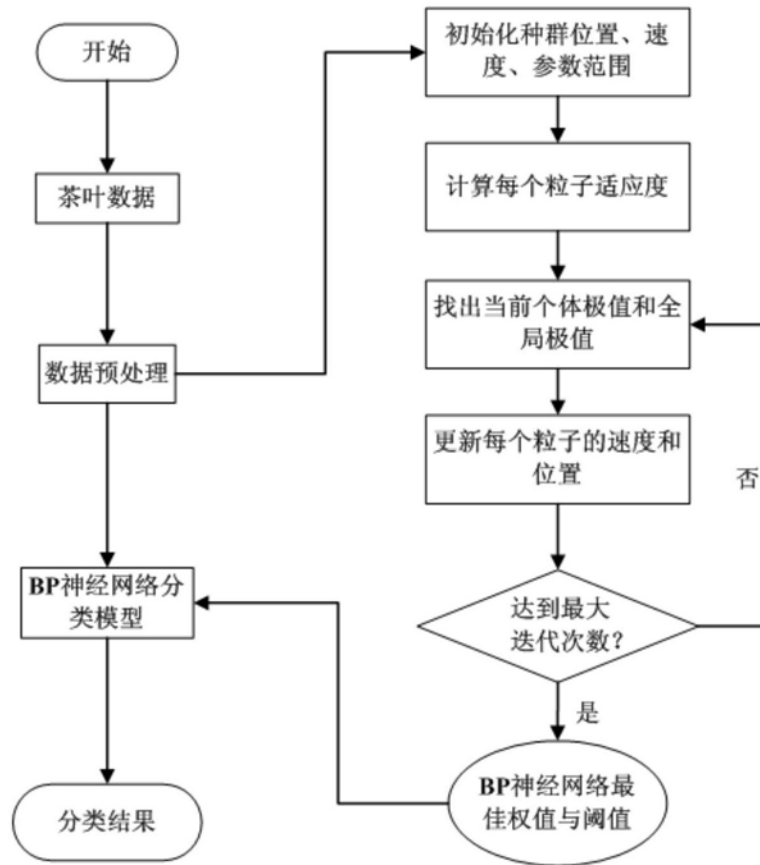 开始
茶叶数据
数据预处理
BP神经网络分
类模型
分类结果
初始化种群位置、速
度、参数范围
计算每个粒子适应度
找出当前个体极值和全
局极值
更新每个粒子的速度和
位置
否
达到最大
迭代次数？
是
BP神经网络最
佳权值与阈值